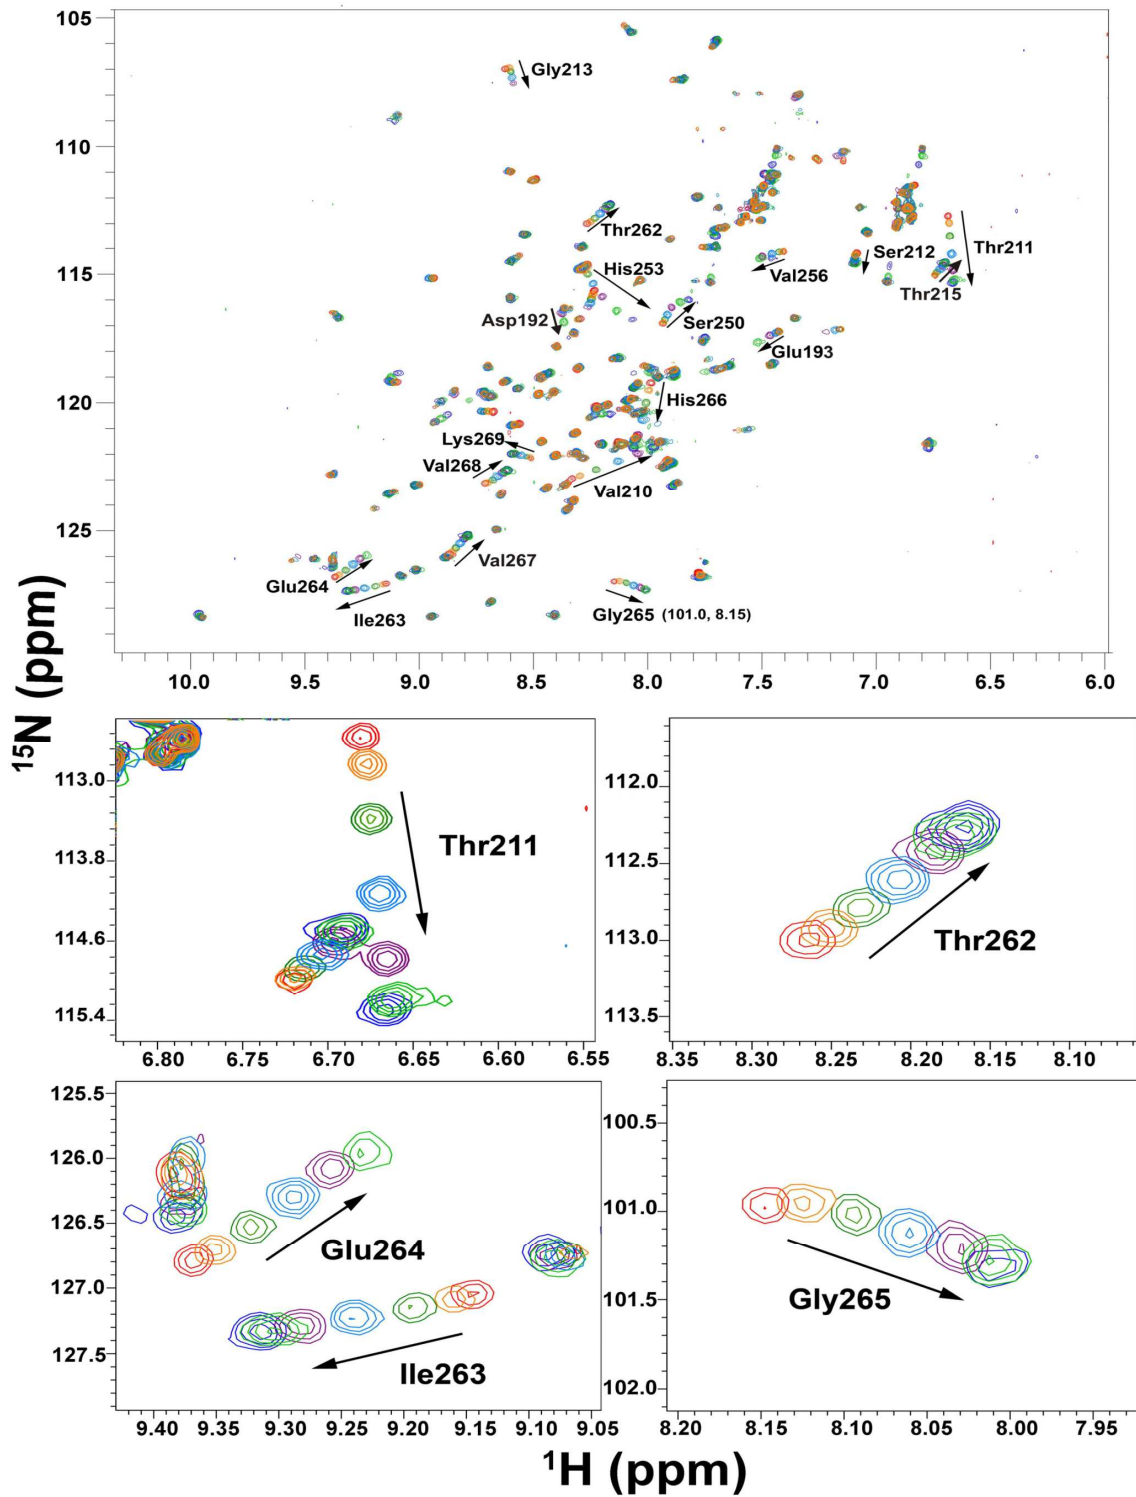 105
110
115
120
125
Gly213
Thr262
His253
Asp192
Ser212
Thr211
Val256
Thr215
Ser250
Glu193
His266
Lys269
Val268
Val210
Val267
Glu264
Ile263
Gly265 (101.0, 8.15)
10.0 9.5 9.0 8.5 8.0 7.5 7.0 6.5 6.0
15N (ppm)
113.0
113.8
114.6
115.4
Thr211
6.80 6.75 6.70 6.65 6.60 6.55
112.0
112.5
113.0
113.5
Thr262
8.35 8.30 8.25 8.20 8.15 8.10
125.5
126.0
126.5
127.0
127.5
Glu264
Ile263
9.40 9.35 9.30 9.25 9.20 9.15 9.10 9.05
100.5
101.0
101.5
102.0
Gly265
8.20 8.15 8.10 8.05 8.00 7.95
1H (ppm)